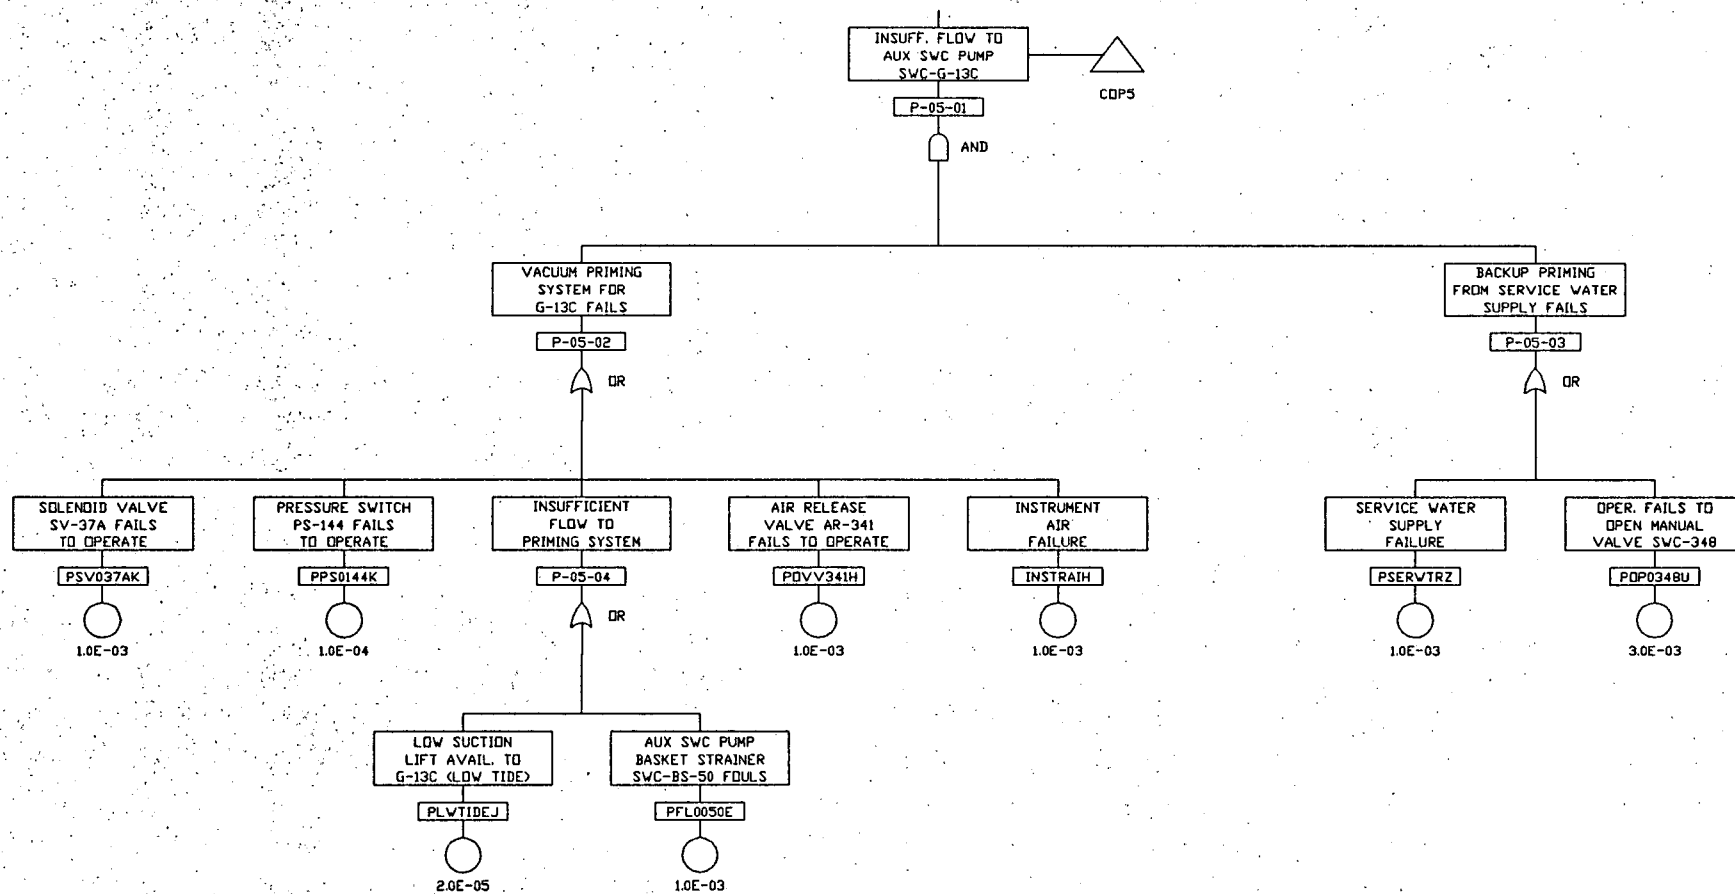 INSUFF. FLOW TO
AUX SWC PUMP
SWC-G-13C
COP5
P-05-01
AND
VACUUM PRIMING
SYSTEM FOR
G-13C FAILS
P-05-02
OR
BACKUP PRIMING
FROM SERVICE WATER
SUPPLY FAILS
P-05-03
OR
SOLENOID VALVE
SV-37A FAILS
TO OPERATE
PSV037AK
1.0E-03
PRESSURE SWITCH
PS-144 FAILS
TO OPERATE
PPS0144K
1.0E-04
INSUFFICIENT
FLOW TO
PRIMING SYSTEM
P-05-04
OR
AIR RELEASE
VALVE AR-341
FAILS TO OPERATE
POVV341H
1.0E-03
INSTRUMENT
AIR
FAILURE
INSTRAIH
1.0E-03
SERVICE WATER
SUPPLY
FAILURE
PSERWTRZ
1.0E-03
OPER. FAILS TO
OPEN MANUAL
VALVE SWC-348
POP0348U
3.0E-03
LOW SUCTION
LIFT AVAIL. TO
G-13C (LOW TIDE)
PLWTIDEJ
2.0E-05
AUX SWC PUMP
BASKET STRAINER
SWC-BS-50 FOULS
PFL0050E
1.0E-03